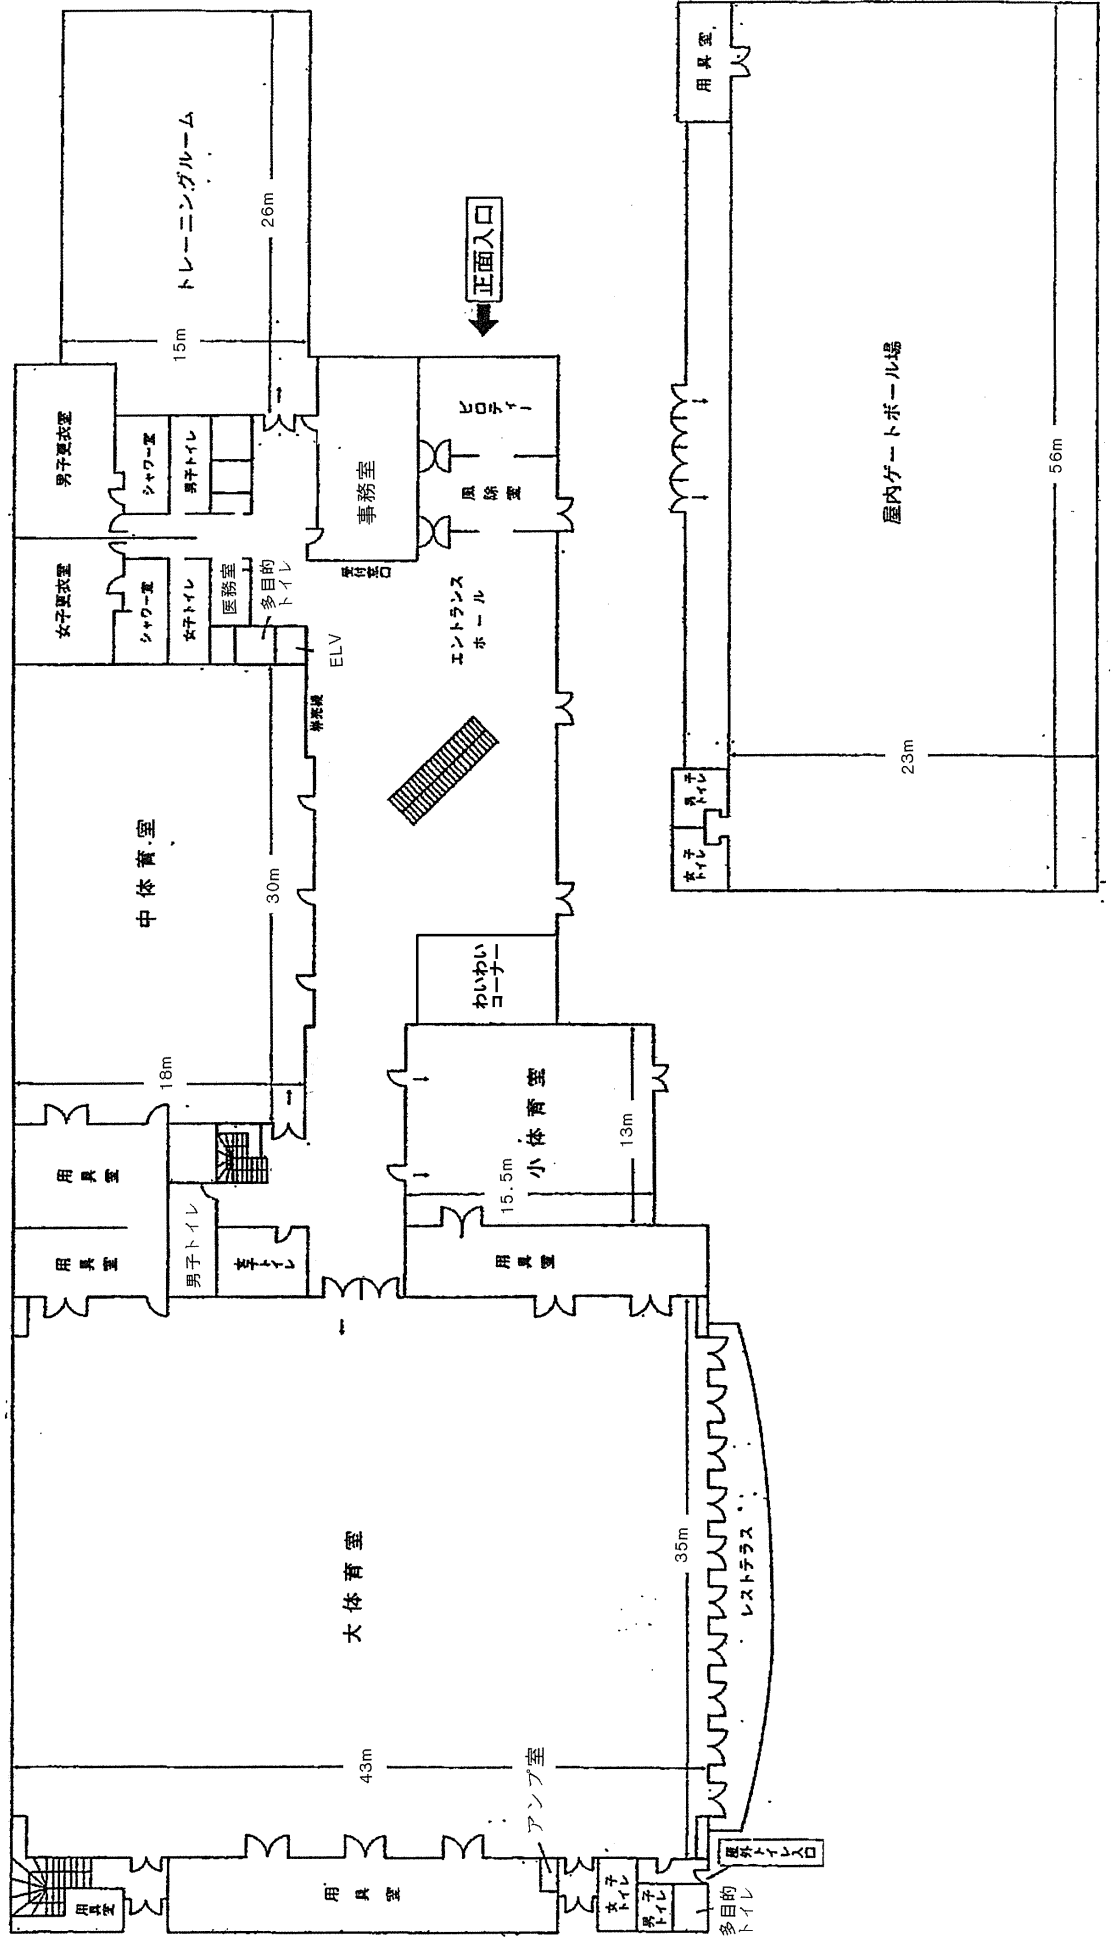 トレーニングルーム
26m
15m
正面入口
男子更衣室
シャワー室
男子トイレ
女子更衣室
シャワー室
女子トイレ
医務室
多目的
トイレ
ELV
事務室
受付
窓口
ピロティー
風除室
エントランス
ホール
券売機
中体育室
30m
18m
わいわい
コーナー
小体育室
13m
15.5m
用具室
用具室
男子トイレ
女子トイレ
用具室
大体育室
35m
43m
レストテラス
アンプ室
用具室
用具室
女子
トイレ
男子
トイレ
多目的
トイレ
屋外トイレ入口
用具室
屋内ゲートボール場
56m
23m
男子
トイレ
女子
トイレ